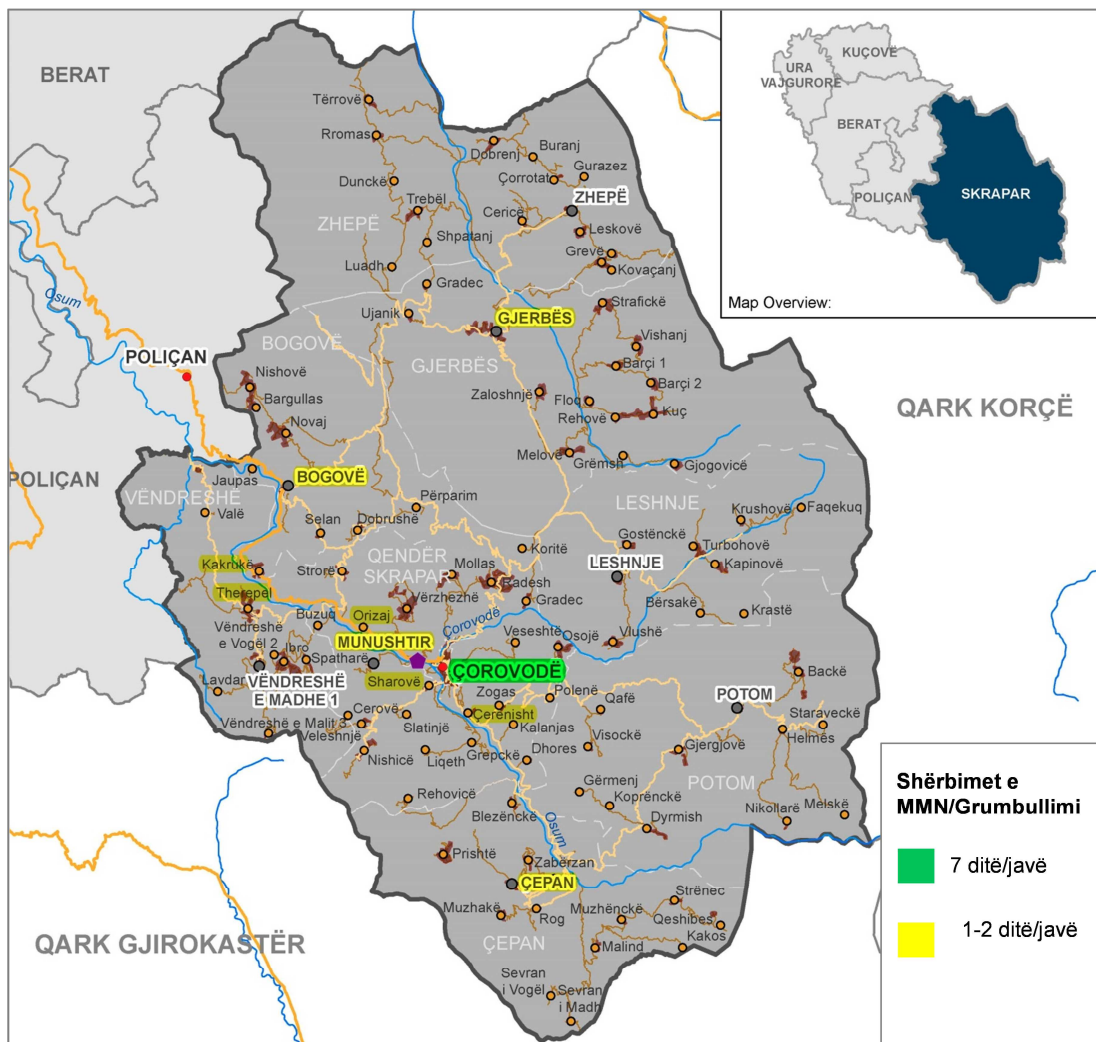 BERAT
KUÇOVË
URA
VAJGURORE
BERAT
POLIÇAN
SKRAPAR
Map Overview:
Tërrovë
Rromas
Dobrenj
Buranj
Çorrotat
Gurazez
Dunckë
Trebël
Cericë
ZHEPË
ZHEPË
Leskovë
Shpatanj
Grevë
Kovaçanj
Luadh
Gradec
Strafickë
Osum
Ujanik
GJERBËS
BOGOVË
Vishanj
POLIÇAN
GJERBËS
Barçi 1
Nishovë
Barçi 2
Bargullas
Zaloshnjë
Floq
Rehovë
Kuç
QARK KORÇË
Novaj
Melovë
Grëmsh
Gjogovicë
POLIÇAN
Jaupas
BOGOVË
VËNDRESHË
Përparim
LESHNJE
Krushovë
Faqekuq
Valë
Selan
Dobrushë
Gostënckë
Turbohovë
QENDËR
SKRAPAR
Koritë
Kakrukë
Strorë
Mollas
LESHNJE
Kapinovë
Radësh
Therepel
Vërzhezhë
Gradec
Bërsakë
Krastë
Buzuq
Orizaj
Çorovodë
Vëndreshë
e Vogël 2
Veseshtë
Osojë
Vlushë
Ibro
MUNUSHTIR
Spatharë
ÇOROVODË
Backë
Lavdar
VËNDRESHË
E MADHE 1
Sharovë
Zogas
Polenë
Qafë
POTOM
Cerovë
Çerënisht
Staraveckë
Vëndreshë e Malit 3
Slatinjë
Kalanjas
Helmës
Veleshnjë
Visockë
Nishicë
Liqeth
Grepckë
Dhores
Gjergjovë
POTOM
Gërmenj
Rehovicë
Koprënckë
Blezënckë
Nikollarë
Melskë
Osum
Dyrmish
Prishtë
Zabërzan
ÇEPAN
Strënec
Muzhakë
Rog
Muzhënckë
Qeshibes
Kakos
QARK GJIROKASTËR
ÇEPAN
Malind
Sevran
i Vogël
Sevran
i Madh
Shërbimet e
MMN/Grumbullimi
7 ditë/javë
1-2 ditë/javë